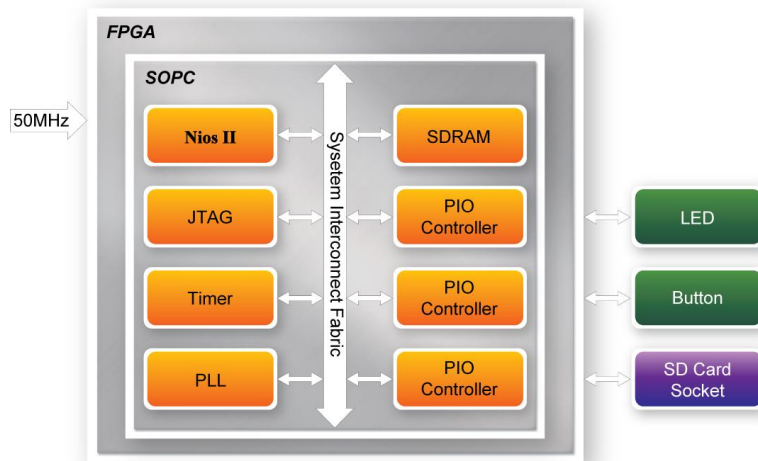 FPGA
SOPC
50MHz
Nios II
SDRAM
JTAG
PIO
Controller
LED
Timer
PIO
Controller
Button
PLL
PIO
Controller
SD Card
Socket
Sysetem Interconnect Fabric